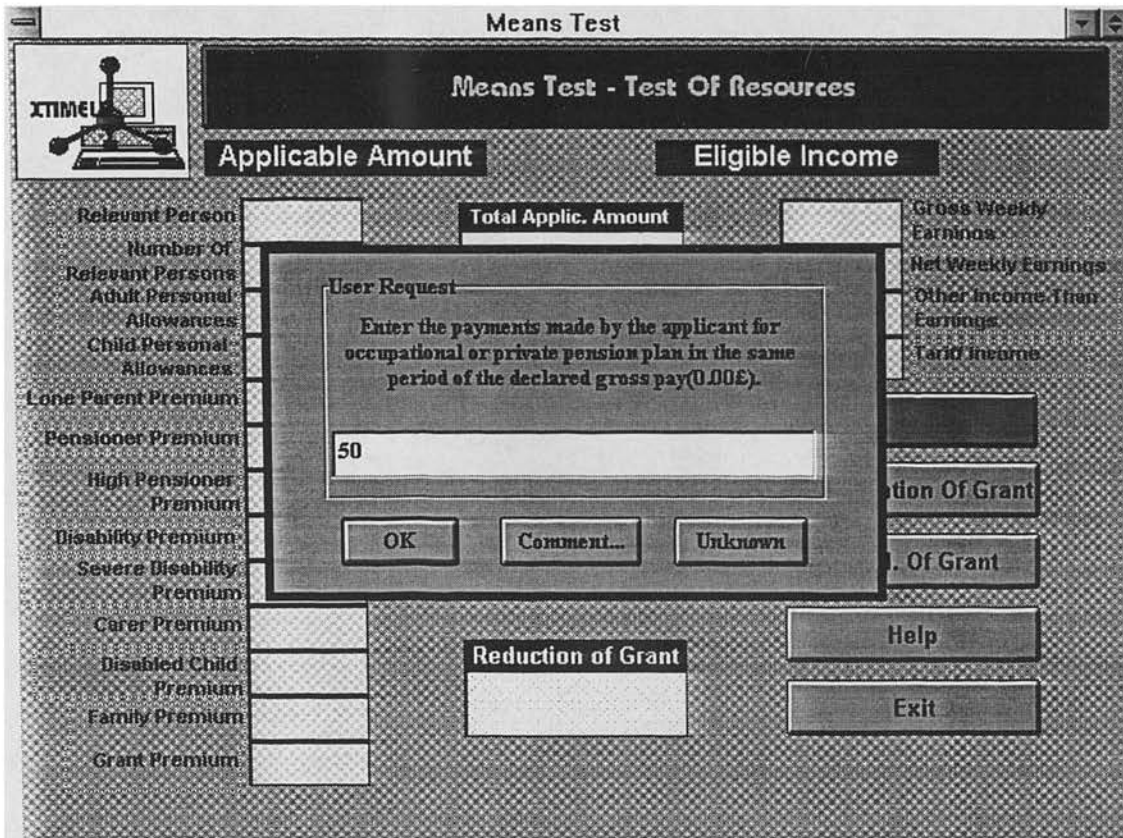 Means Test
XTIMEL
Means Test - Test Of Resources
Applicable Amount
Eligible Income
Relevant Person
Number Of
Relevant Persons
Adult Personal
Allowances
Child Personal
Allowances
Lone Parent Premium
Pensioner Premium
High Pensioner
Premium
Disability Premium
Severe Disability
Premium
Carer Premium
Disabled Child
Premium
Family Premium
Grant Premium
Total Applic. Amount
Gross Weekly
Earnings
Net Weekly Earnings
Other Income Than
Earnings
Tariff Income
User Request
Enter the payments made by the applicant for
occupational or private pension plan in the same
period of the declared gross pay(0.00£).
50
OK
Comment...
Unknown
Of Grant
Of Grant
Help
Reduction of Grant
Exit